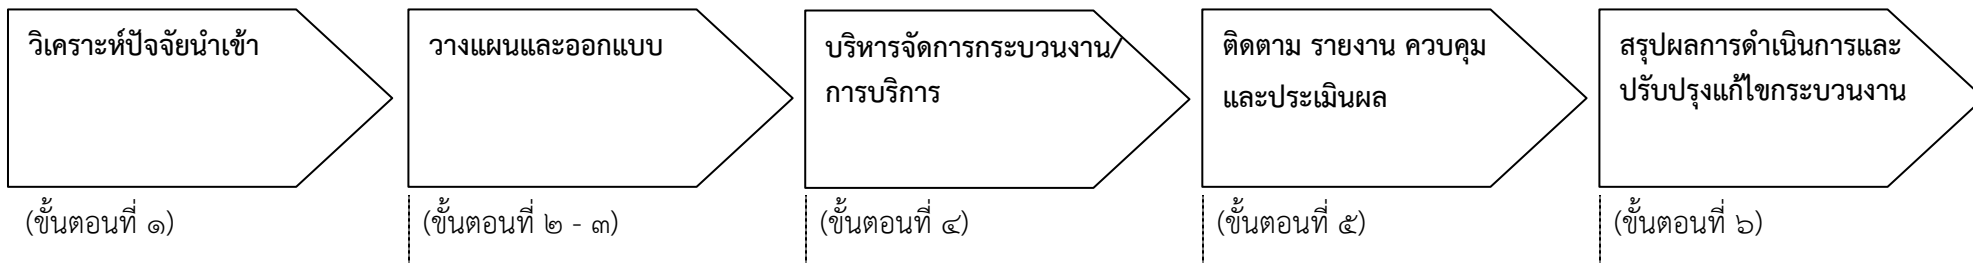 วิเคราะห์ปัจจัยนำเข้า
วางแผนและออกแบบ
บริหารจัดการกระบวนงาน/
การบริการ
ติดตาม รายงาน ควบคุม
และประเมินผล
สรุปผลการดำเนินการและ
ปรับปรุงแก้ไขกระบวนงาน
(ขั้นตอนที่ ๑)
(ขั้นตอนที่ ๒ - ๓)
(ขั้นตอนที่ ๔)
(ขั้นตอนที่ ๕)
(ขั้นตอนที่ ๖)